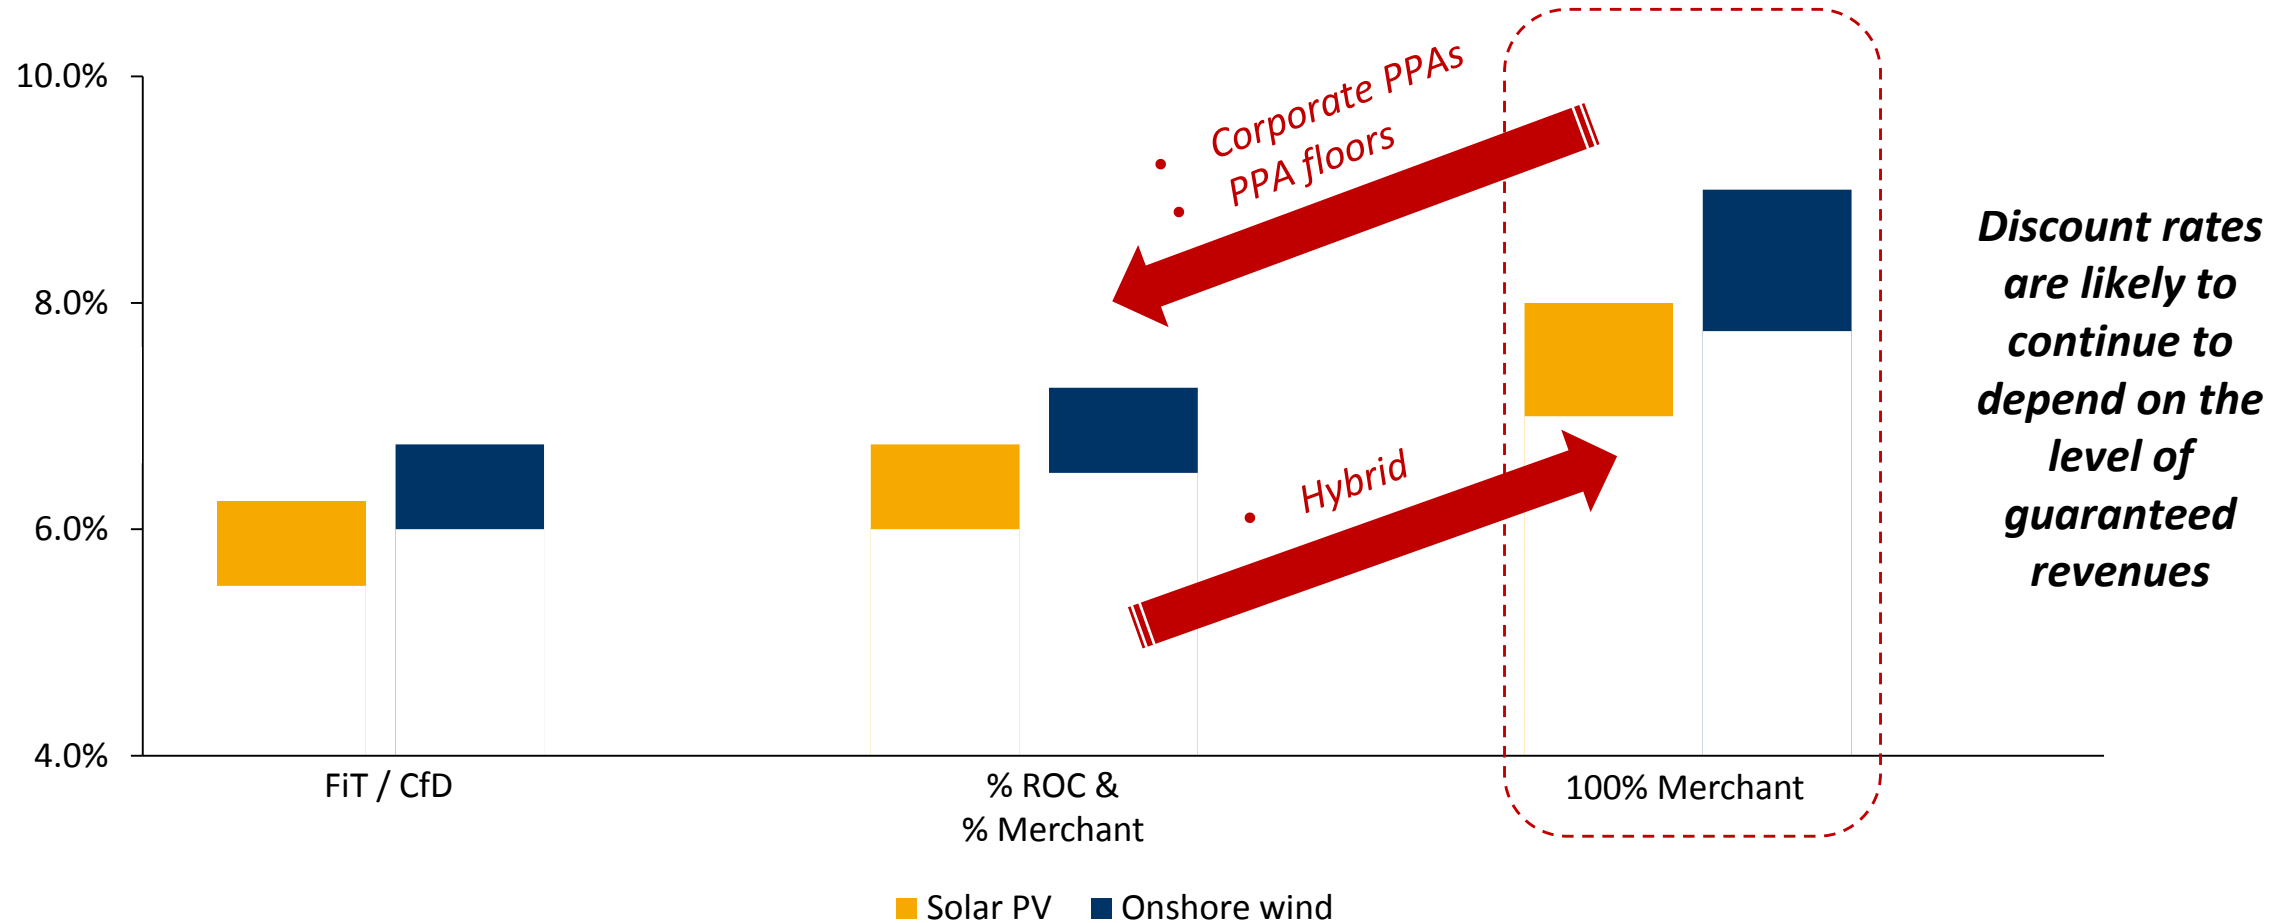 10.0%
8.0%
6.0%
4.0%
• Corporate PPAs
• PPA floors
• Hybrid
FiT / CfD
% ROC &
% Merchant
100% Merchant
Solar PV
Onshore wind
Discount rates
are likely to
continue to
depend on the
level of
guaranteed
revenues